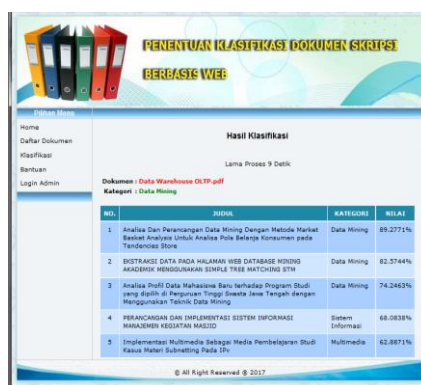 PENENTUAN KLASIFIKASI DOKUMEN SKRIPSI
BERBASIS WEB
Pilihan Menu
Home
Daftar Dokumen
Klasifikasi
Bantuan
Login Admin
Hasil Klasifikasi
Lama Proses 9 Detik
Dokumen : Data Warehouse OLTP.pdf
Kategori : Data Mining
NO. JUDUL KATEGORI NILAI
1 Analisa Dan Perancangan Data Mining Dengan Metode Market Data Mining 89.2771%
Basket Analysis Untuk Analisa Pola Belanja Konsumen pada
Tendencies Store
2 EKSTRAKSI DATA PADA HALAMAN WEB DATABASE MINING Data Mining 82.5744%
AKADEMIK MENGGUNAKAN SIMPLE TREE MATCHING STM
3 Analisa Profil Data Mahasiswa Baru terhadap Program Studi Data Mining 74.2463%
yang dipilih di Perguruan Tinggi Swasta Jawa Tengah dengan
Menggunakan Teknik Data Mining
4 PERANCANGAN DAN IMPLEMENTASI SISTEM INFORMASI Sistem 68.0838%
MANAJEMEN KEGIATAN MASJID Informasi
5 Implementasi Multimedia Sebagai Media Pembelajaran Studi Multimedia 62.8871%
Kasus Materi Subnetting Pada IPv
© All Right Reserved @ 2017